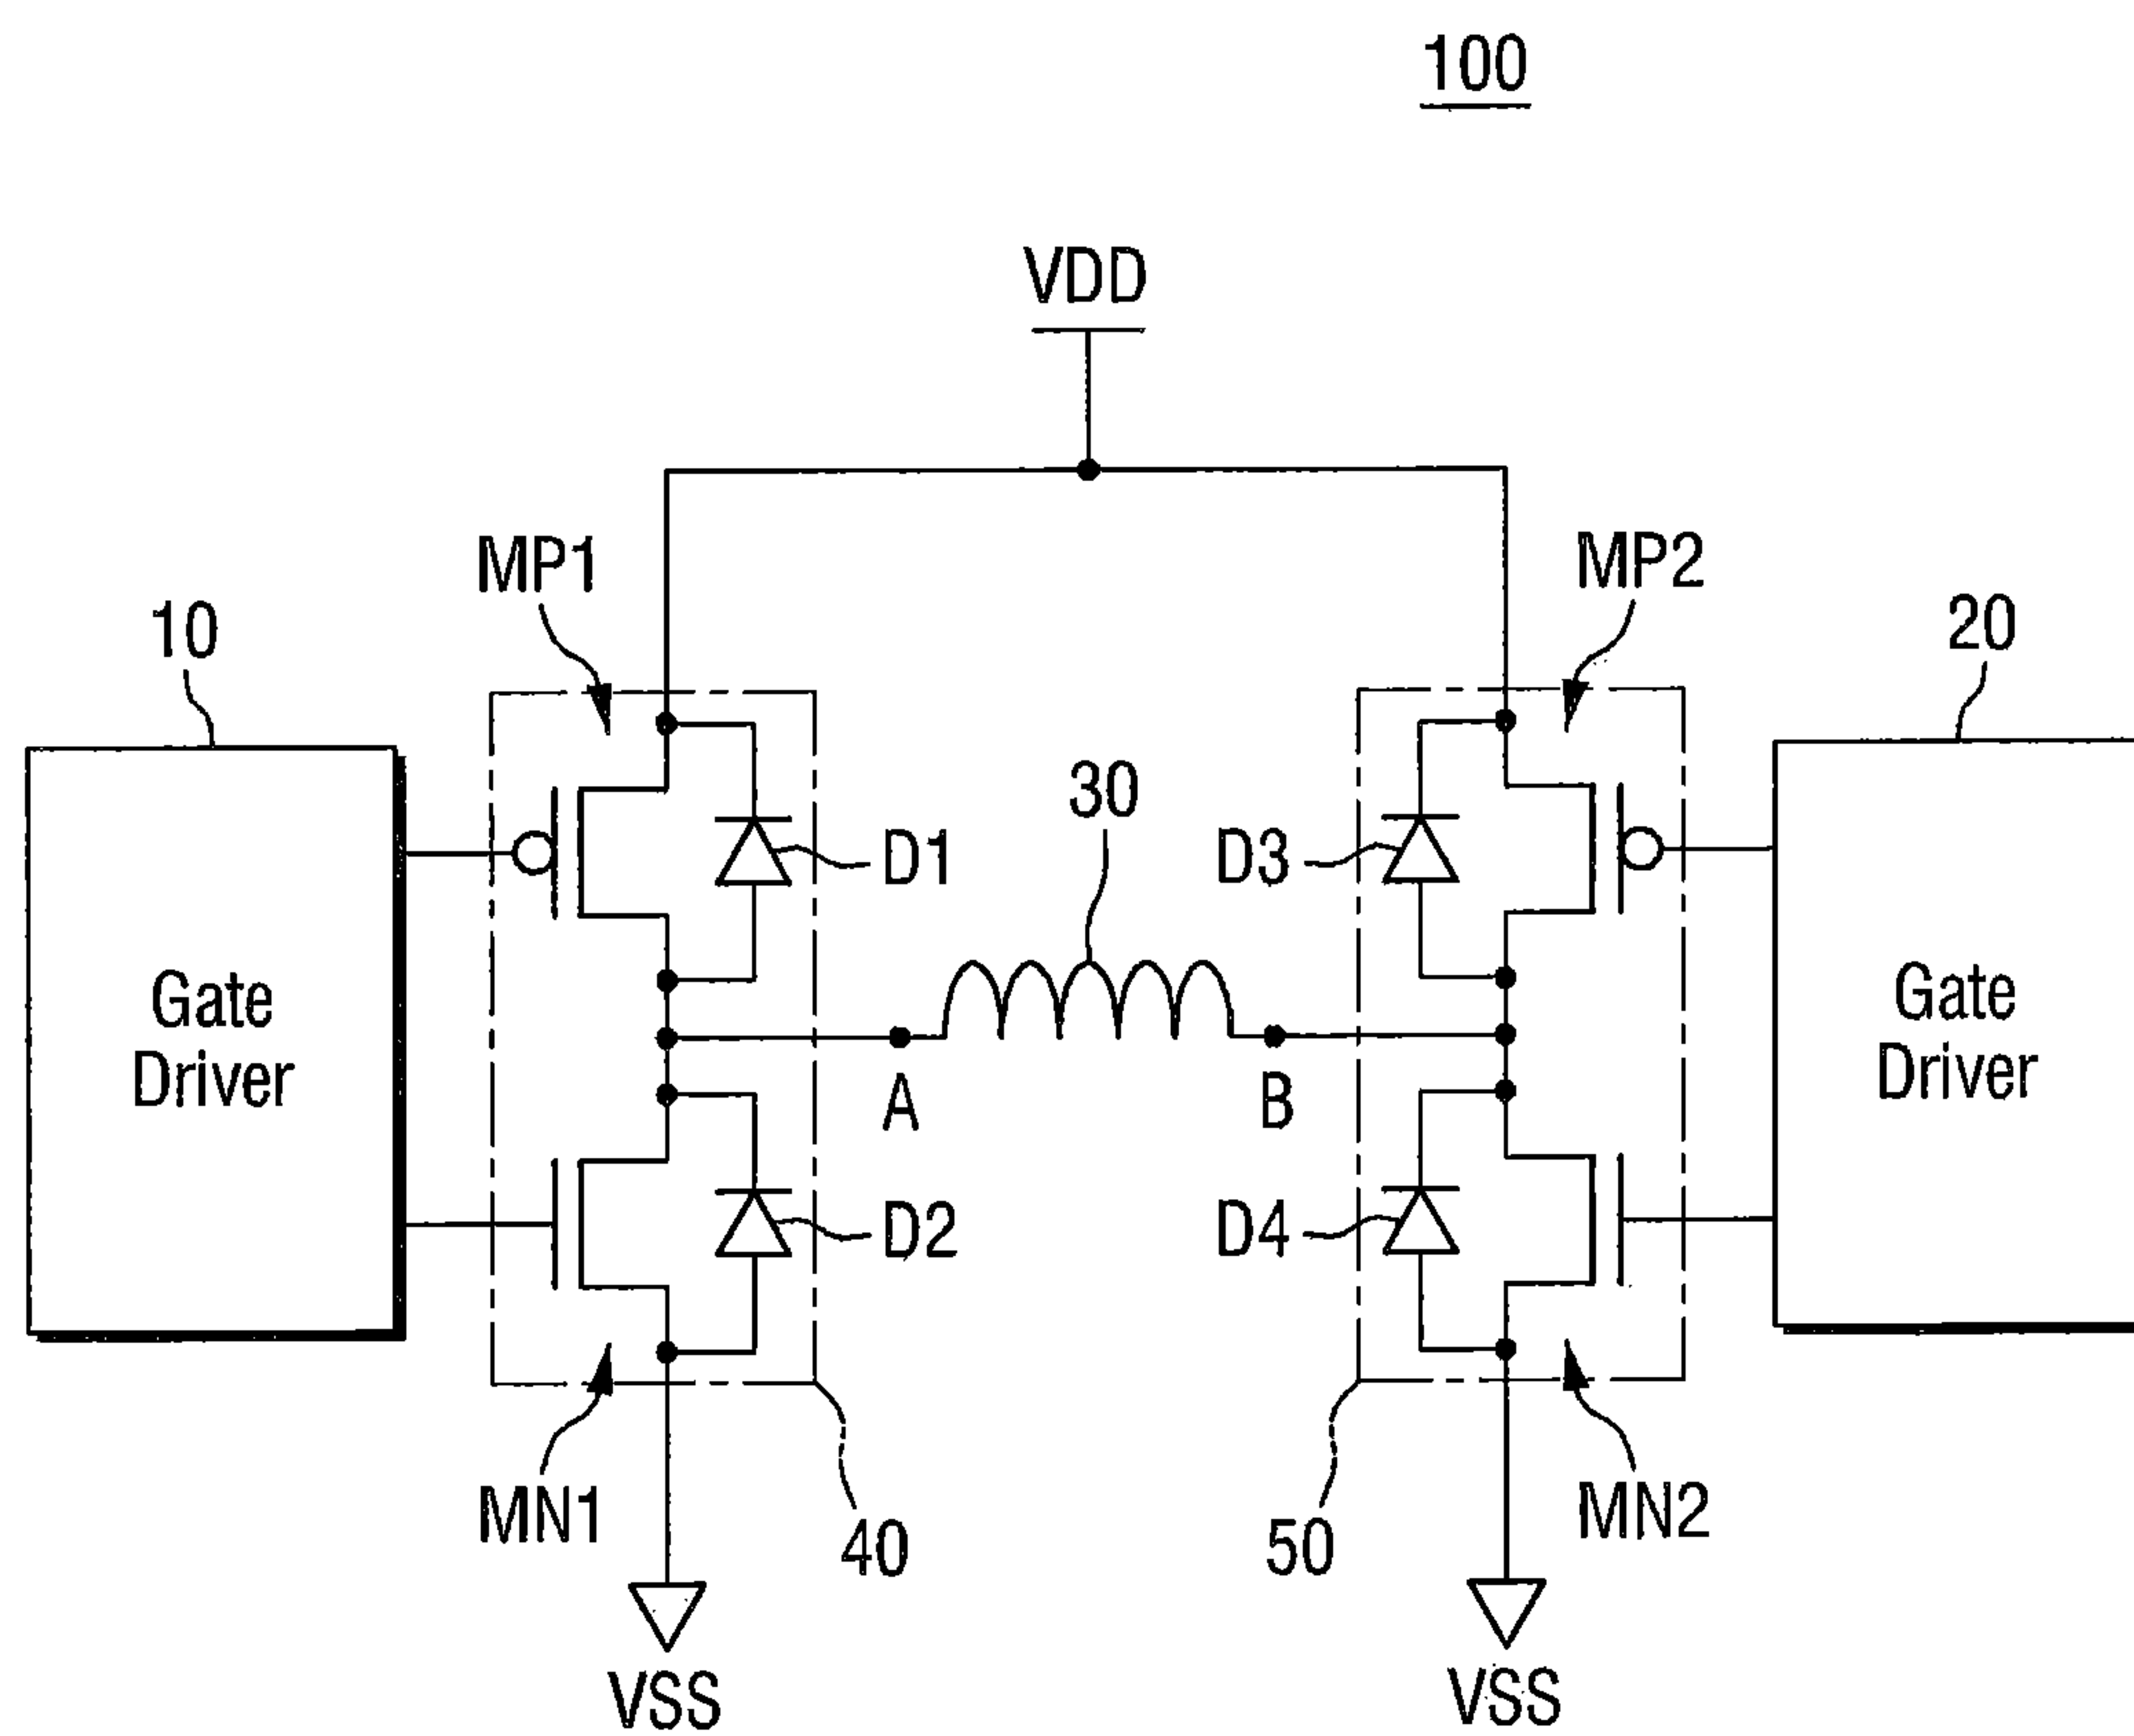 100
VDD
MP1
MP2
10
20
30
D1
D3
Gate
Driver
Gate
Driver
A
B
D2
D4
MN1
MN2
40
50
VSS
VSS